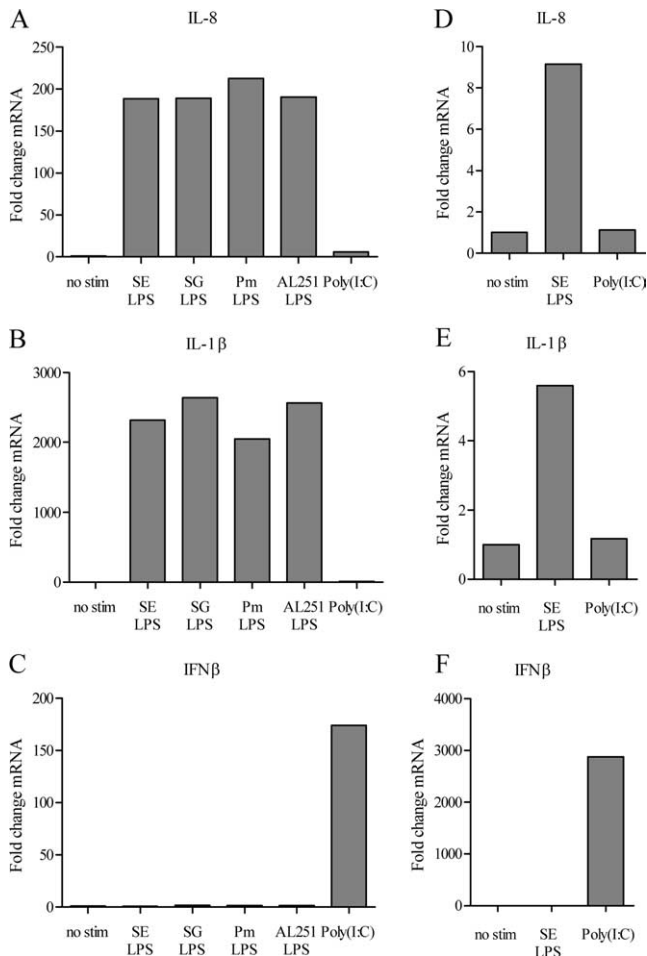 A
IL-8
Fold change mRNA
250
200
150
100
50
0
no stim
SE
LPS
SG
LPS
Pm
LPS
AL251
LPS
Poly(I:C)
B
IL-1β
Fold change mRNA
3000
2000
1000
0
no stim
SE
LPS
SG
LPS
Pm
LPS
AL251
LPS
Poly(I:C)
C
IFNβ
Fold change mRNA
200
150
100
50
0
no stim
SE
LPS
SG
LPS
Pm
LPS
AL251
LPS
Poly(I:C)
D
IL-8
Fold change mRNA
10
8
6
4
2
0
no stim
SE
LPS
Poly(I:C)
E
IL-1β
Fold change mRNA
6
4
2
0
no stim
SE
LPS
Poly(I:C)
F
IFNβ
Fold change mRNA
4000
3000
2000
1000
0
no stim
SE
LPS
Poly(I:C)